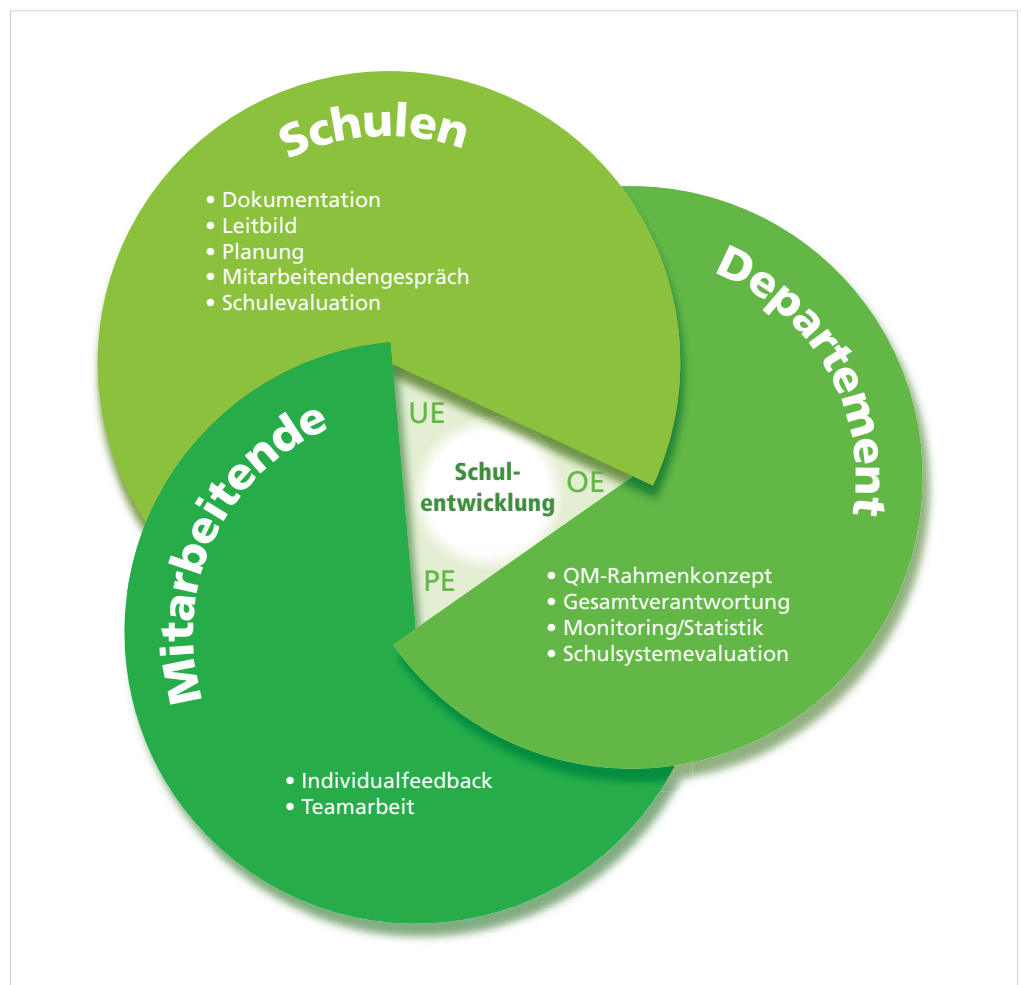 Schulen
• Dokumentation
• Leitbild
• Planung
• Mitarbeitendengespräch
• Schulevaluation
Departement
• QM-Rahmenkonzept
• Gesamtverantwortung
• Monitoring/Statistik
• Schulsystemevaluation
Mitarbeitende
• Individualfeedback
• Teamarbeit
UE
OE
PE
Schul-
entwicklung